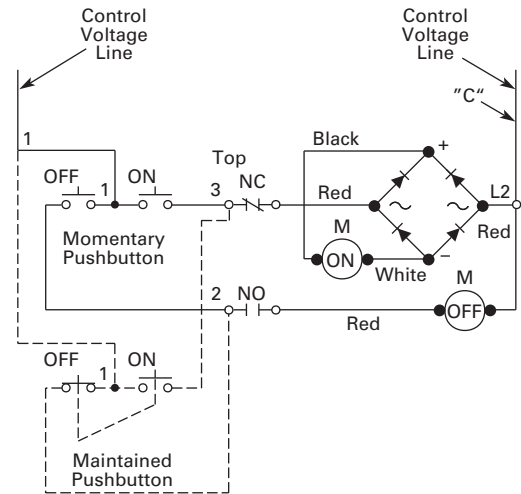 Control
Voltage
Line
Control
Voltage
Line
"C"
1
Black
+
OFF
1
ON
Top
3
NC
Red
L2
Red
Momentary
Pushbutton
M
ON
White
−
2
NO
M
OFF
Red
OFF
1
ON
Maintained
Pushbutton